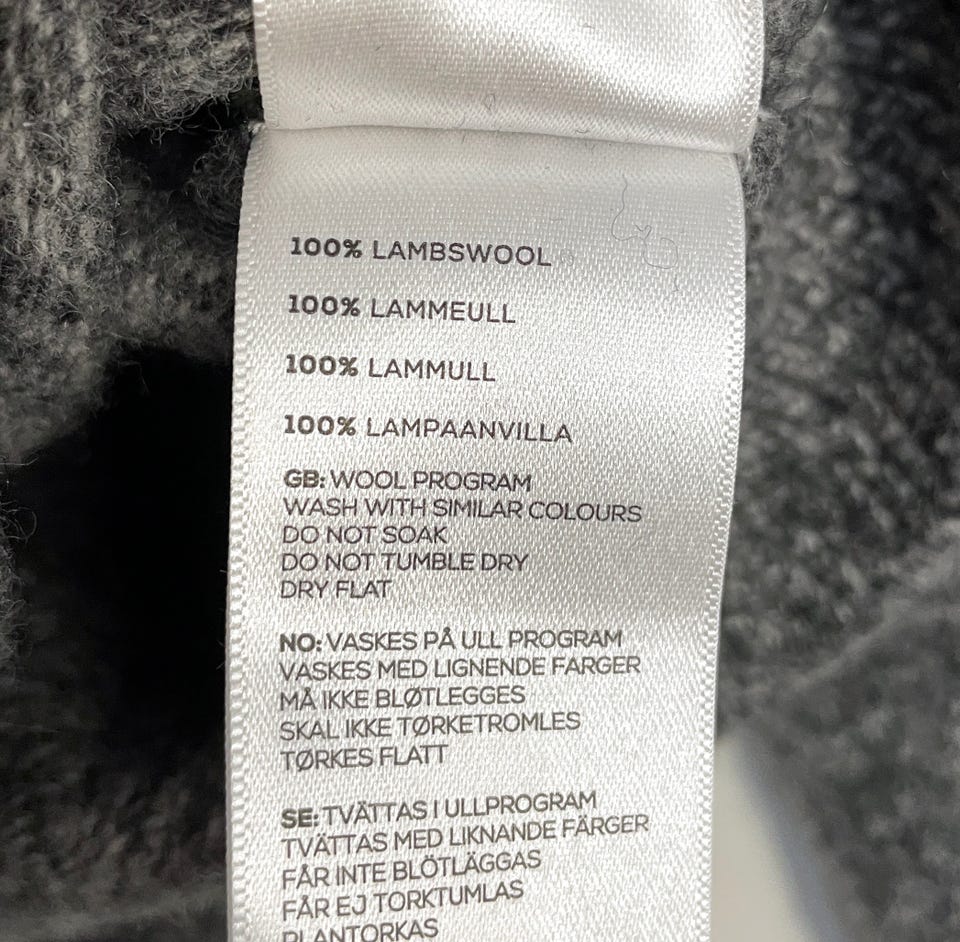 100% LAMBSWOOL
100% LAMMEULL
100% LAMMULL
100% LAMPAANVILLA
GB: WOOL PROGRAM
WASH WITH SIMILAR COLOURS
DO NOT SOAK
DO NOT TUMBLE DRY
DRY FLAT
NO: VASKES PÅ ULL PROGRAM
VASKES MED LIGNENDE FARGER
MÅ IKKE BLØTLEGGES
SKAL IKKE TØRKETROMLES
TØRKES FLATT
SE: TVÄTTAS I ULLPROGRAM
TVÄTTAS MED LIKNANDE FÄRGER
FÅR INTE BLÖTLÄGGAS
FÅR EJ TORKTUMLAS
PLANTORKAS